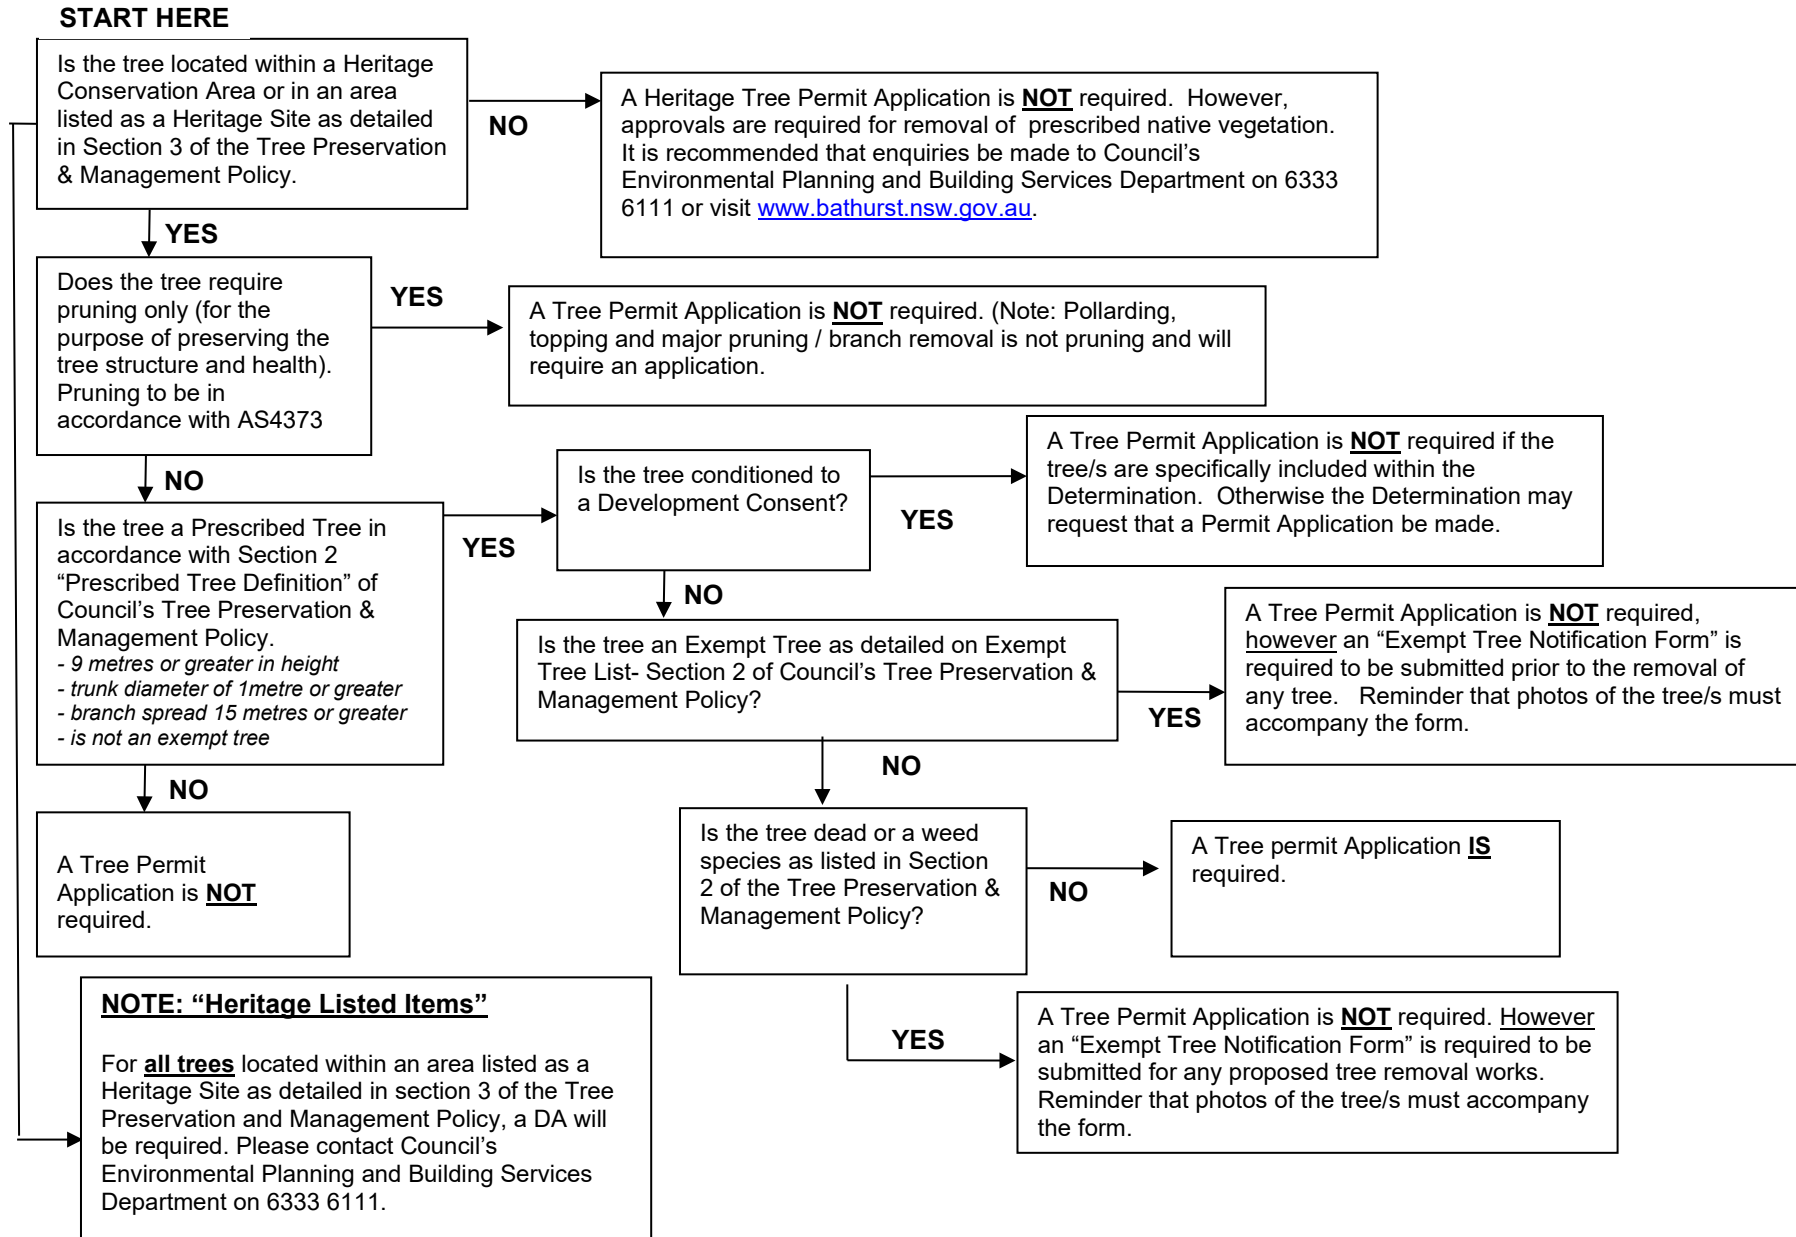 START HERE
Is the tree located within a Heritage
Conservation Area or in an area
listed as a Heritage Site as detailed
in Section 3 of the Tree Preservation
& Management Policy.
NO
A Heritage Tree Permit Application is NOT required.  However,
approvals are required for removal of  prescribed native vegetation.
It is recommended that enquiries be made to Council’s
Environmental Planning and Building Services Department on 6333
6111 or visit www.bathurst.nsw.gov.au.
YES
Does the tree require
pruning only (for the
purpose of preserving the
tree structure and health).
Pruning to be in
accordance with AS4373
YES
A Tree Permit Application is NOT required. (Note: Pollarding,
topping and major pruning / branch removal is not pruning and will
require an application.
NO
Is the tree a Prescribed Tree in
accordance with Section 2
“Prescribed Tree Definition” of
Council’s Tree Preservation &
Management Policy.
- 9 metres or greater in height
- trunk diameter of 1metre or greater
- branch spread 15 metres or greater
- is not an exempt tree
YES
Is the tree conditioned to
a Development Consent?
YES
A Tree Permit Application is NOT required if the
tree/s are specifically included within the
Determination.  Otherwise the Determination may
request that a Permit Application be made.
NO
Is the tree an Exempt Tree as detailed on Exempt
Tree List- Section 2 of Council’s Tree Preservation &
Management Policy?
YES
A Tree Permit Application is NOT required,
however an “Exempt Tree Notification Form” is
required to be submitted prior to the removal of
any tree.   Reminder that photos of the tree/s must
accompany the form.
NO
A Tree Permit
Application is NOT
required.
NO
Is the tree dead or a weed
species as listed in Section
2 of the Tree Preservation &
Management Policy?
NO
A Tree permit Application IS
required.
YES
A Tree Permit Application is NOT required. However
an “Exempt Tree Notification Form” is required to be
submitted for any proposed tree removal works.
Reminder that photos of the tree/s must accompany
the form.
NOTE: “Heritage Listed Items”
For all trees located within an area listed as a
Heritage Site as detailed in section 3 of the Tree
Preservation and Management Policy, a DA will
be required. Please contact Council’s
Environmental Planning and Building Services
Department on 6333 6111.